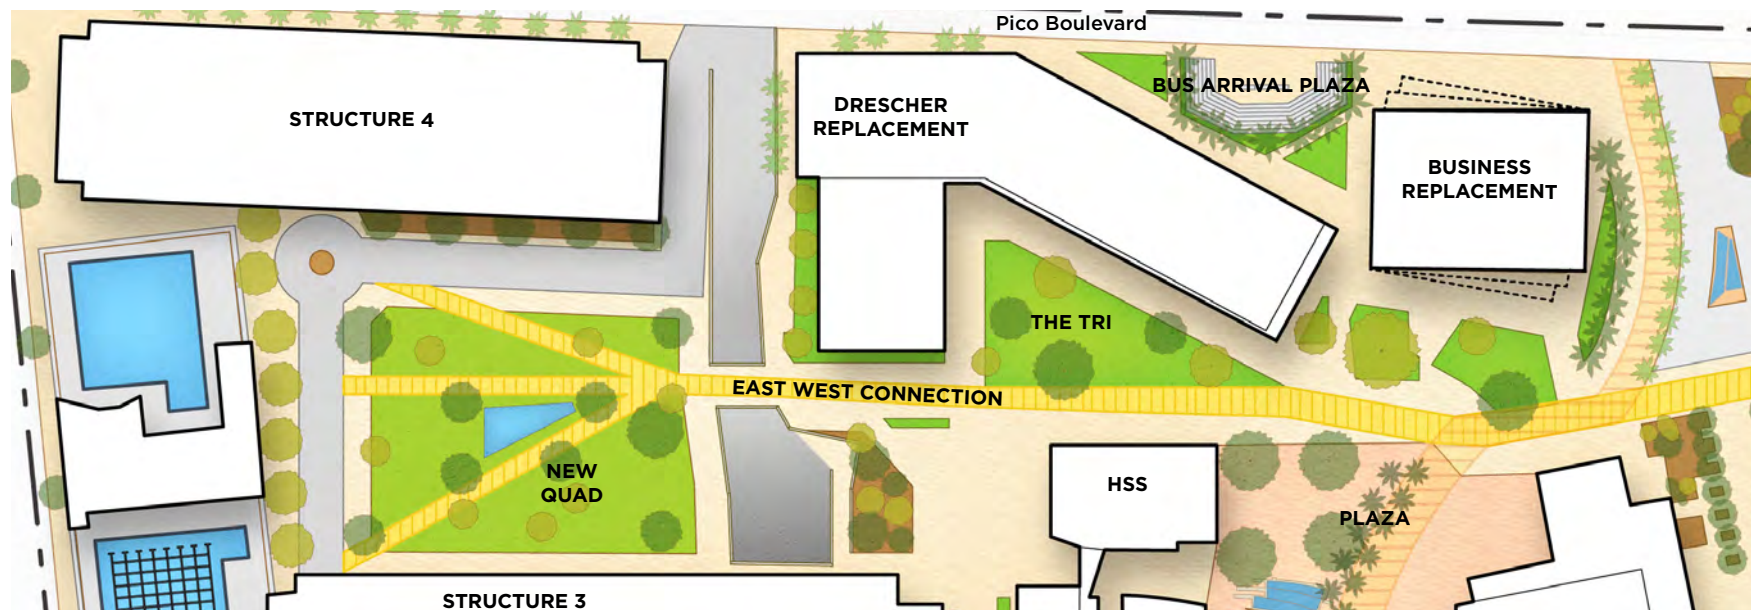 Pico Boulevard
BUS ARRIVAL PLAZA
DRESCHER
REPLACEMENT
STRUCTURE 4
BUSINESS
REPLACEMENT
THE TRI
EAST WEST CONNECTION
NEW
QUAD
HSS
PLAZA
STRUCTURE 3